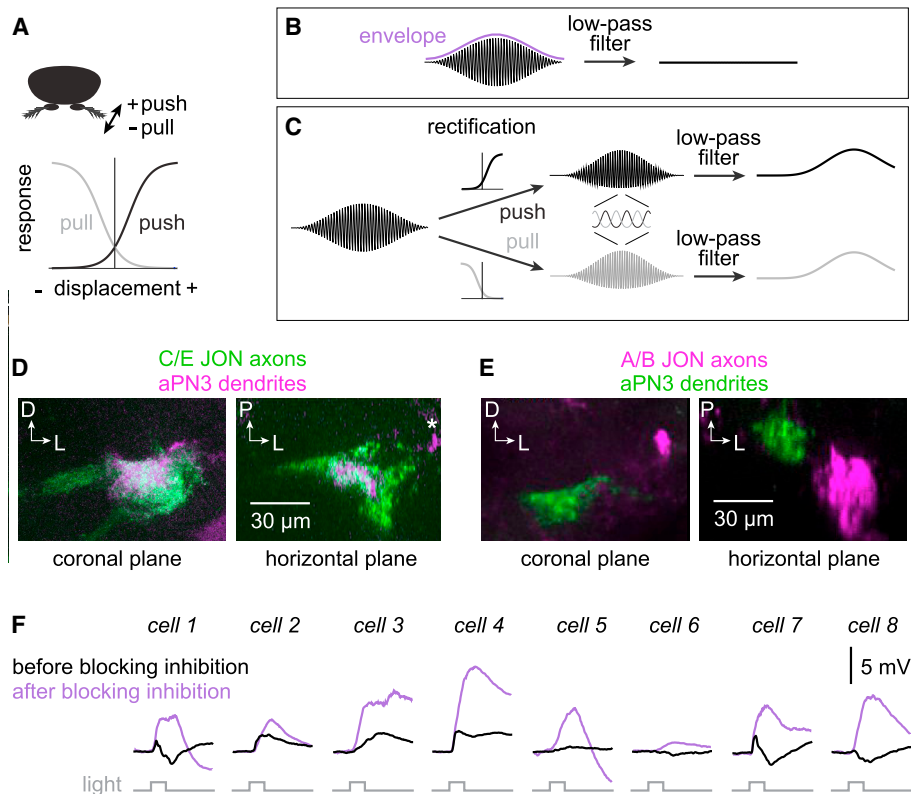 A
+push
-pull
response
pull
push
- displacement +
B
envelope
low-pass
filter
C
rectification
push
pull
low-pass
filter
low-pass
filter
D
C/E JON axons
aPN3 dendrites
D
L
coronal plane
P
L
*
30 µm
horizontal plane
E
A/B JON axons
aPN3 dendrites
D
L
coronal plane
P
L
30 µm
horizontal plane
F
cell 1 cell 2 cell 3 cell 4 cell 5 cell 6 cell 7 cell 8
before blocking inhibition
after blocking inhibition
5 mV
light